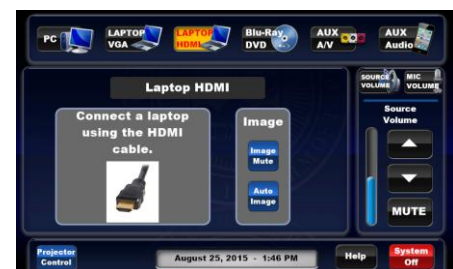 PC
LAPTOP
VGA
LAPTOP
HDMI
Blu-Ray
DVD
AUX
A/V
AUX
Audio
Laptop HDMI
SOURCE
VOLUME
MIC
VOLUME
Connect a laptop
using the HDMI
cable.
Image
Image
Mute
Auto
Image
Source
Volume
MUTE
Projector
Control
August 25, 2015 - 1:46 PM
Help
System
Off